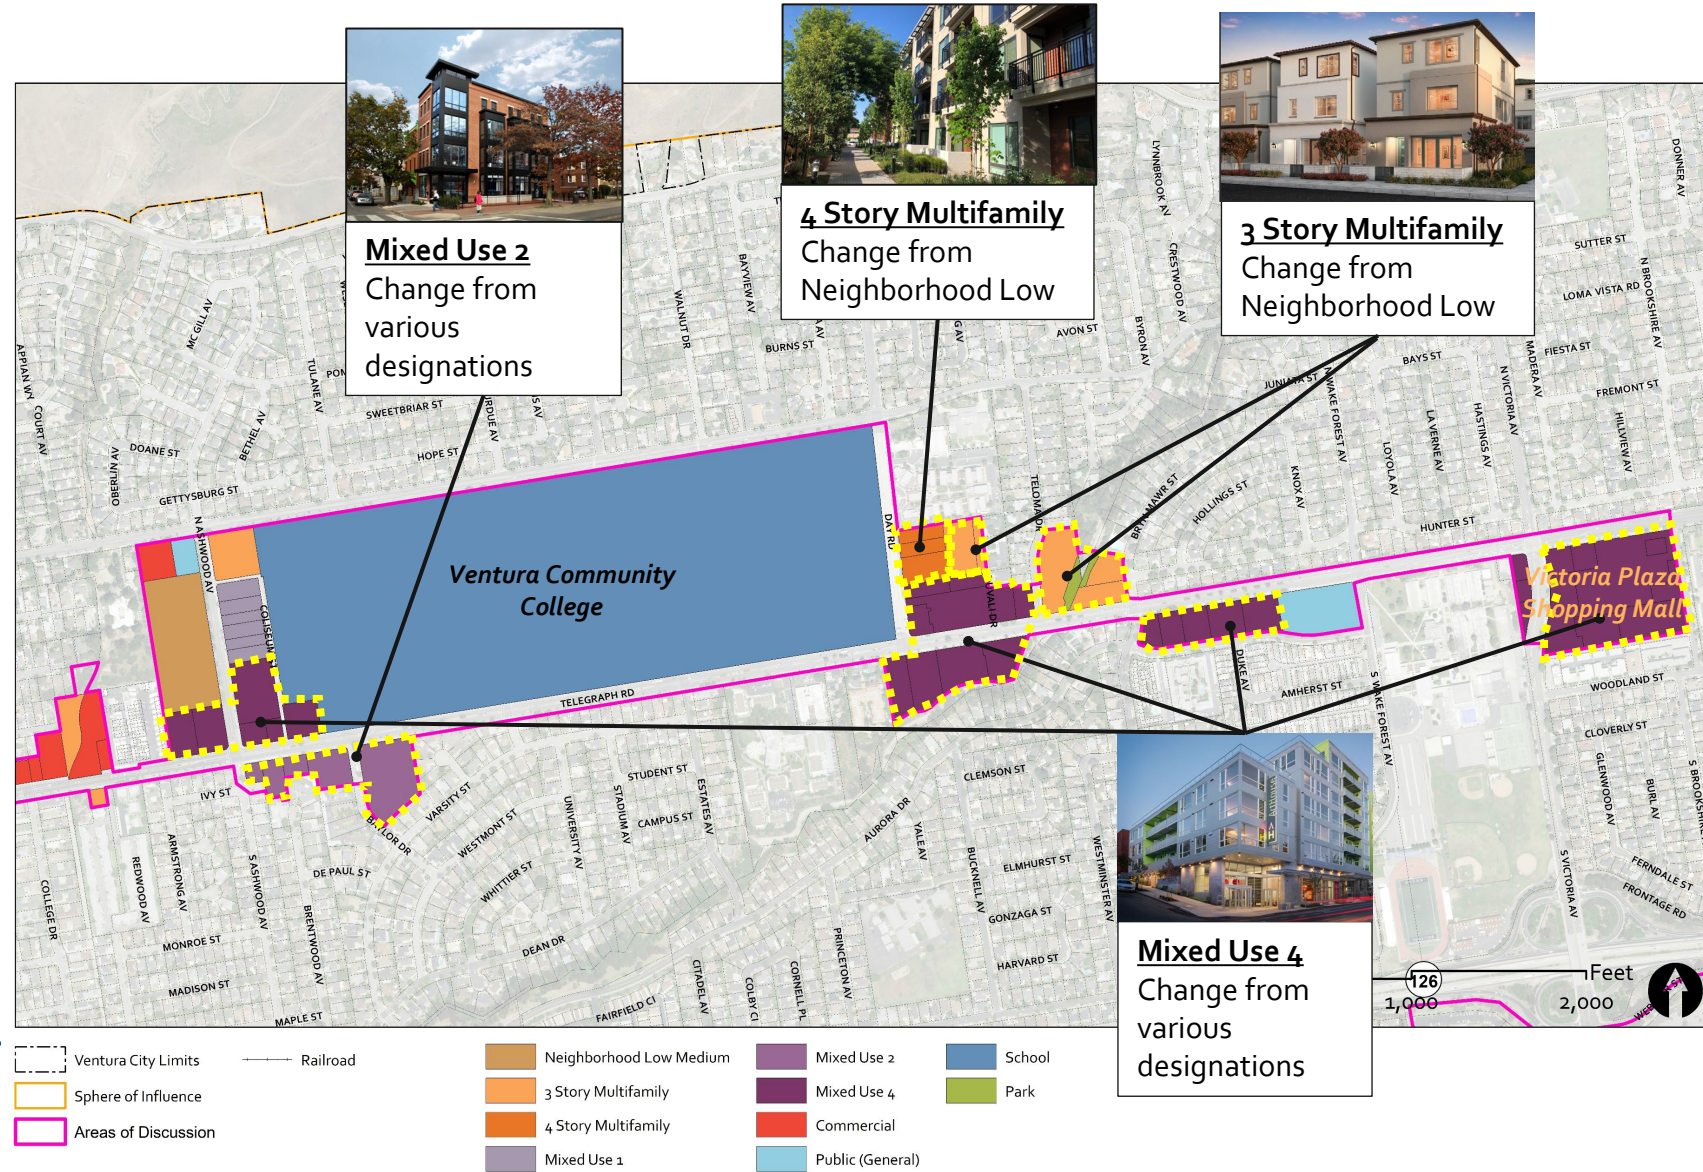 Mixed Use 2
Change from
various
designations
4 Story Multifamily
Change from
Neighborhood Low
3 Story Multifamily
Change from
Neighborhood Low
LYNNBROOK AV
CRESTWOOD AV
DONNER AV
SUTTER ST
N BROOKSHIRE AV
LOMA VISTA RD
MC GILL AV
BAYVIEW AV
WALNUT DR
BURNS ST
AVON ST
BYRON AV
BAYS ST
MADERA AV
FIESTA ST
FREMONT ST
APPIAN WY
COURT AV
TULANE AV
SWEETBRIAR ST
JUNIATA ST
N WAKE FOREST AV
N VICTORIA AV
HASTINGS AV
LA VERNE AV
LOYOLA AV
HILLVIEW AV
BETHEL AV
DOANE ST
OBERLIN AV
HOPE ST
GETTYSBURG ST
N ASHWOOD AV
DAY RD
TELOMA DR
BRYN MAWR ST
HOLLINGS ST
KNOX AV
HUNTER ST
Ventura Community
College
Victoria Plaza
Shopping Mall
COLISEUM ST
TELEGRAPH RD
DUKE AV
AMHERST ST
S WAKE FOREST AV
WOODLAND ST
CLOVERLY ST
GLENWOOD AV
BURL AV
IVY ST
BAYLOR DR
VARSITY ST
WESTMONT ST
WHITTIER ST
UNIVERSITY AV
STUDENT ST
STADIUM AV
CAMPUS ST
ESTATES AV
CLEMSON ST
AURORA DR
YALE AV
BUCKNELL AV
ELMHURST ST
GONZAGA ST
HARVARD ST
WESTMINSTER AV
COLLEGE DR
REDWOOD AV
ARMSTRONG AV
S ASHWOOD AV
DE PAUL ST
BRENTWOOD AV
MONROE ST
MADISON ST
MAPLE ST
DEAN DR
FAIRFIELD CI
CITADEL AV
COLBY CI
CORNELL PL
PRINCETON AV
S VICTORIA AV
FERNDALE ST
FRONTAGE RD
Mixed Use 4
Change from
various
designations
126
Feet
1,000
2,000
Ventura City Limits
Railroad
Sphere of Influence
Areas of Discussion
Neighborhood Low Medium
3 Story Multifamily
4 Story Multifamily
Mixed Use 1
Mixed Use 2
Mixed Use 4
Commercial
Public (General)
School
Park